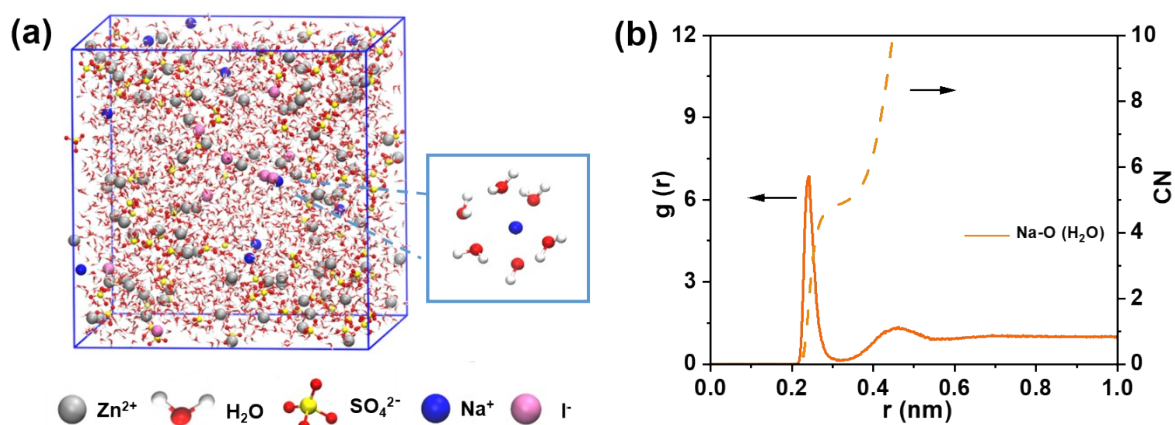 (a)
Zn²⁺
H₂O
SO₄²⁻
Na⁺
I⁻
(b)
12
9
6
3
0
g (r)
10
8
6
4
2
0
CN
Na-O (H₂O)
0.0 0.2 0.4 0.6 0.8 1.0
r (nm)